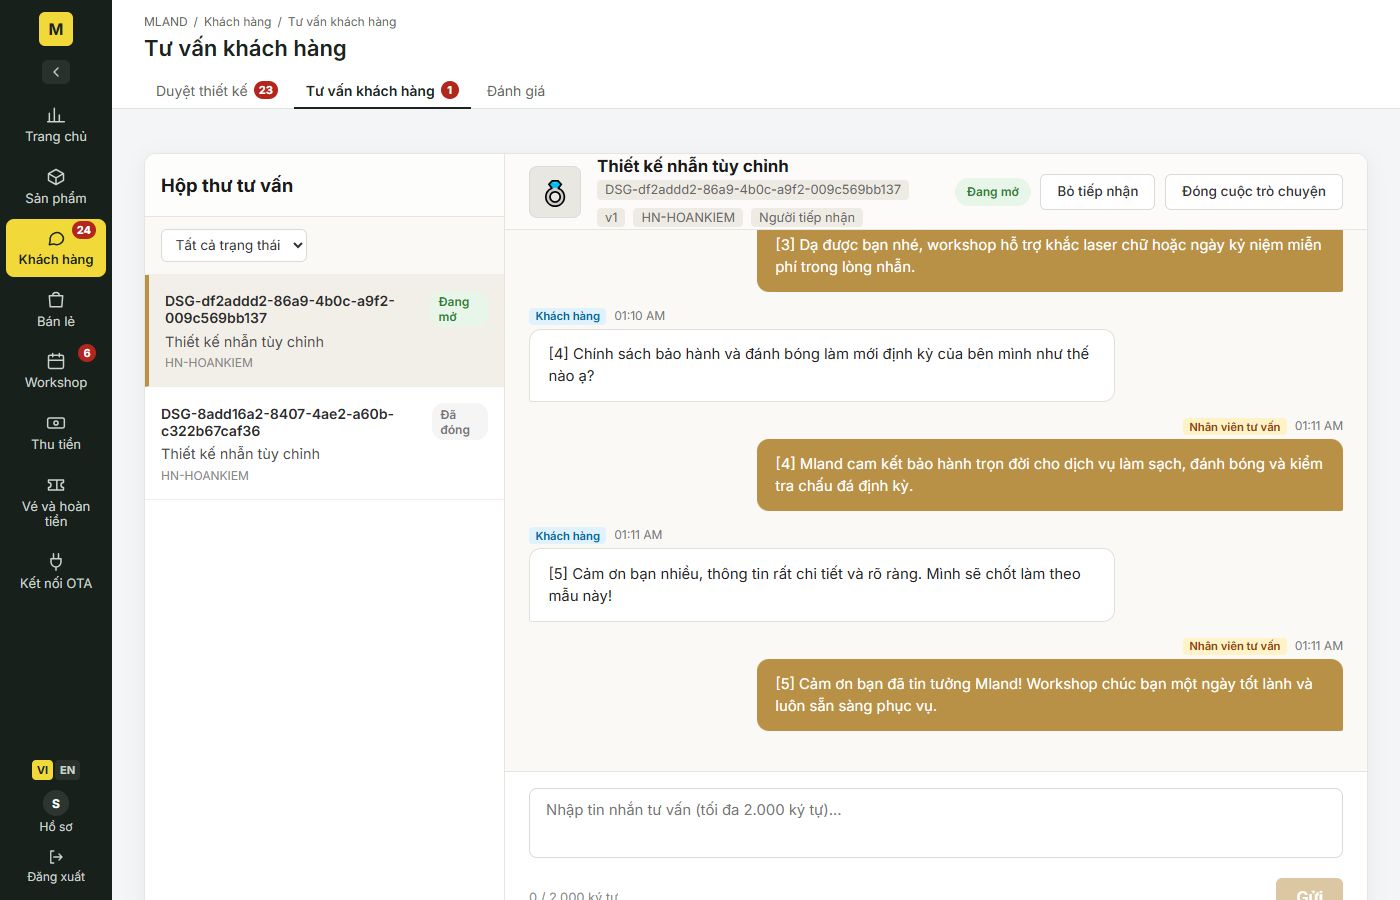 M
Trang chủ
Sản phẩm
24
Khách hàng
Bán lẻ
6
Workshop
Thu tiền
Vé và hoàn
tiền
Kết nối OTA
VI EN
S
Hồ sơ
Đăng xuất
MLAND / Khách hàng / Tư vấn khách hàng
Tư vấn khách hàng
Duyệt thiết kế 23 Tư vấn khách hàng 1 Đánh giá
Hộp thư tư vấn
Tất cả trạng thái
DSG-df2addd2-86a9-4b0c-a9f2-
009c569bb137
Đang
mở
Thiết kế nhẫn tùy chỉnh
HN-HOANKIEM
DSG-8add16a2-8407-4ae2-a60b-
c322b67caf36
Đã
đóng
Thiết kế nhẫn tùy chỉnh
HN-HOANKIEM
Thiết kế nhẫn tùy chỉnh
DSG-df2addd2-86a9-4b0c-a9f2-009c569bb137
v1 HN-HOANKIEM Người tiếp nhận
Đang mở Bỏ tiếp nhận Đóng cuộc trò chuyện
[3] Dạ được bạn nhé, workshop hỗ trợ khắc laser chữ hoặc ngày kỷ niệm miễn
phí trong lòng nhẫn.
Khách hàng 01:10 AM
[4] Chính sách bảo hành và đánh bóng làm mới định kỳ của bên mình như thế
nào ạ?
Nhân viên tư vấn 01:11 AM
[4] Mland cam kết bảo hành trọn đời cho dịch vụ làm sạch, đánh bóng và kiểm
tra chấu đá định kỳ.
Khách hàng 01:11 AM
[5] Cảm ơn bạn nhiều, thông tin rất chi tiết và rõ ràng. Mình sẽ chốt làm theo
mẫu này!
Nhân viên tư vấn 01:11 AM
[5] Cảm ơn bạn đã tin tưởng Mland! Workshop chúc bạn một ngày tốt lành và
luôn sẵn sàng phục vụ.
Nhập tin nhắn tư vấn (tối đa 2.000 ký tự)...
0 / 2.000 ký tự
Gửi